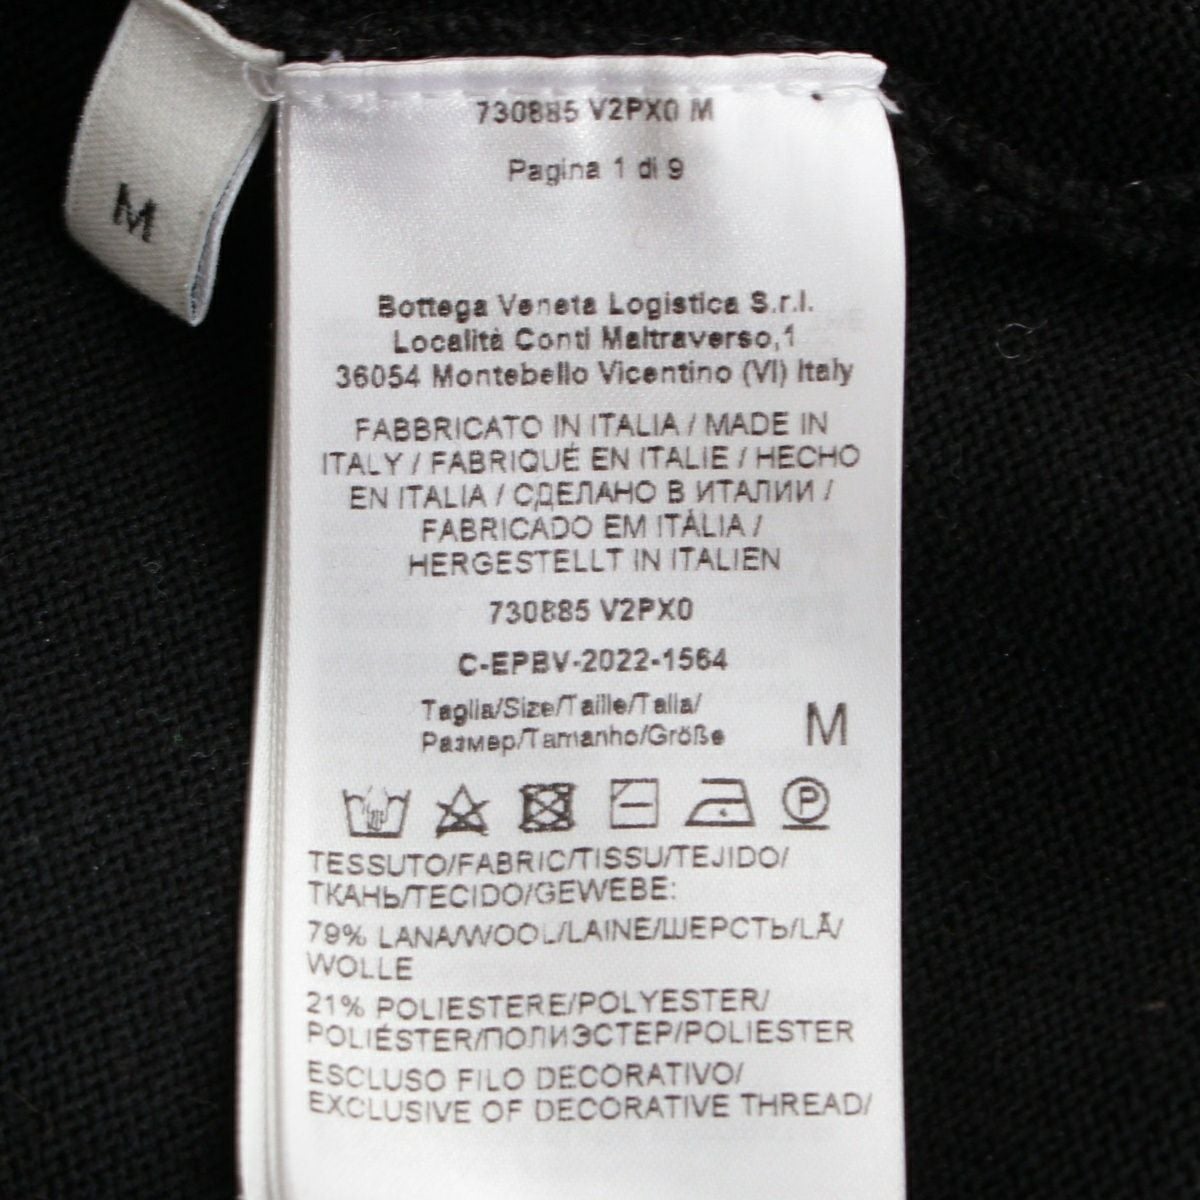 M
730885 V2PX0 M
Pagina 1 di 9
Bottega Veneta Logistica S.r.l.
Località Conti Maltraverso,1
36054 Montebello Vicentino (VI) Italy
FABBRICATO IN ITALIA / MADE IN
ITALY / FABRIQUÉ EN ITALIE / HECHO
EN ITALIA / СДЕЛАНО В ИТАЛИИ /
FABRICADO EM ITÁLIA /
HERGESTELLT IN ITALIEN
730885 V2PX0
C-EPBV-2022-1564
Taglia/Size/Taille/Talla/
Размер/Tamanho/Größe M
P
TESSUTO/FABRIC/TISSU/TEJIDO/
ТКАНЬ/TECIDO/GEWEBE:
79% LANA/WOOL/LAINE/ШЕРСТЬ/LÃ/
WOLLE
21% POLIESTERE/POLYESTER/
POLIÉSTER/ПОЛИЭСТЕР/POLIESTER
ESCLUSO FILO DECORATIVO/
EXCLUSIVE OF DECORATIVE THREAD/